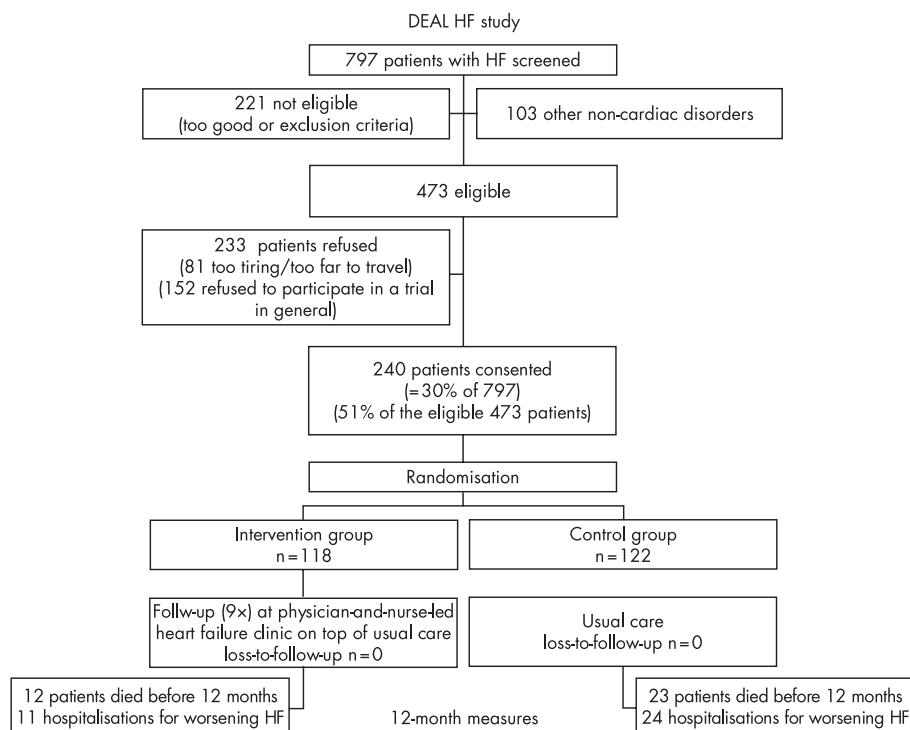 DEAL HF study
797 patients with HF screened
221 not eligible
(too good or exclusion criteria)
103 other non-cardiac disorders
473 eligible
233 patients refused
(81 too tiring/too far to travel)
(152 refused to participate in a trial
in general)
240 patients consented
(=30% of 797)
(51% of the eligible 473 patients)
Randomisation
Intervention group
n=118
Control group
n=122
Follw-up (9×) at physician-and-nurse-led
heart failure clinic on top of usual care
loss-to-follow-up n=0
Usual care
loss-to-follow-up n=0
12 patients died before 12 months
11 hospitalisations for worsening HF
12-month measures
23 patients died before 12 months
24 hospitalisations for worsening HF